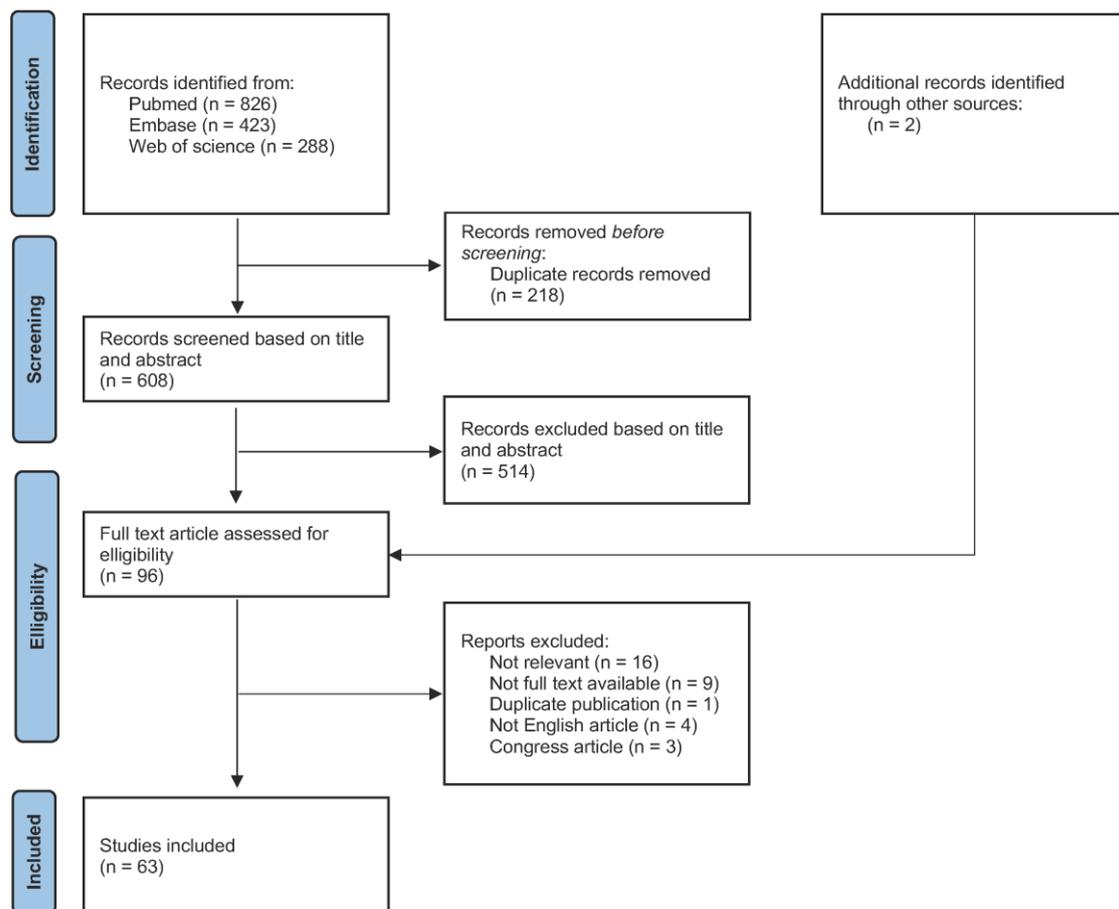 Identification
Records identified from:
Pubmed (n = 826)
Embase (n = 423)
Web of science (n = 288)
Additional records identified
through other sources:
(n = 2)
Screening
Records removed before
screening:
Duplicate records removed
(n = 218)
Records screened based on title
and abstract
(n = 608)
Records excluded based on title
and abstract
(n = 514)
Elligibility
Full text article assessed for
elligibility
(n = 96)
Reports excluded:
Not relevant (n = 16)
Not full text available (n = 9)
Duplicate publication (n = 1)
Not English article (n = 4)
Congress article (n = 3)
Included
Studies included
(n = 63)